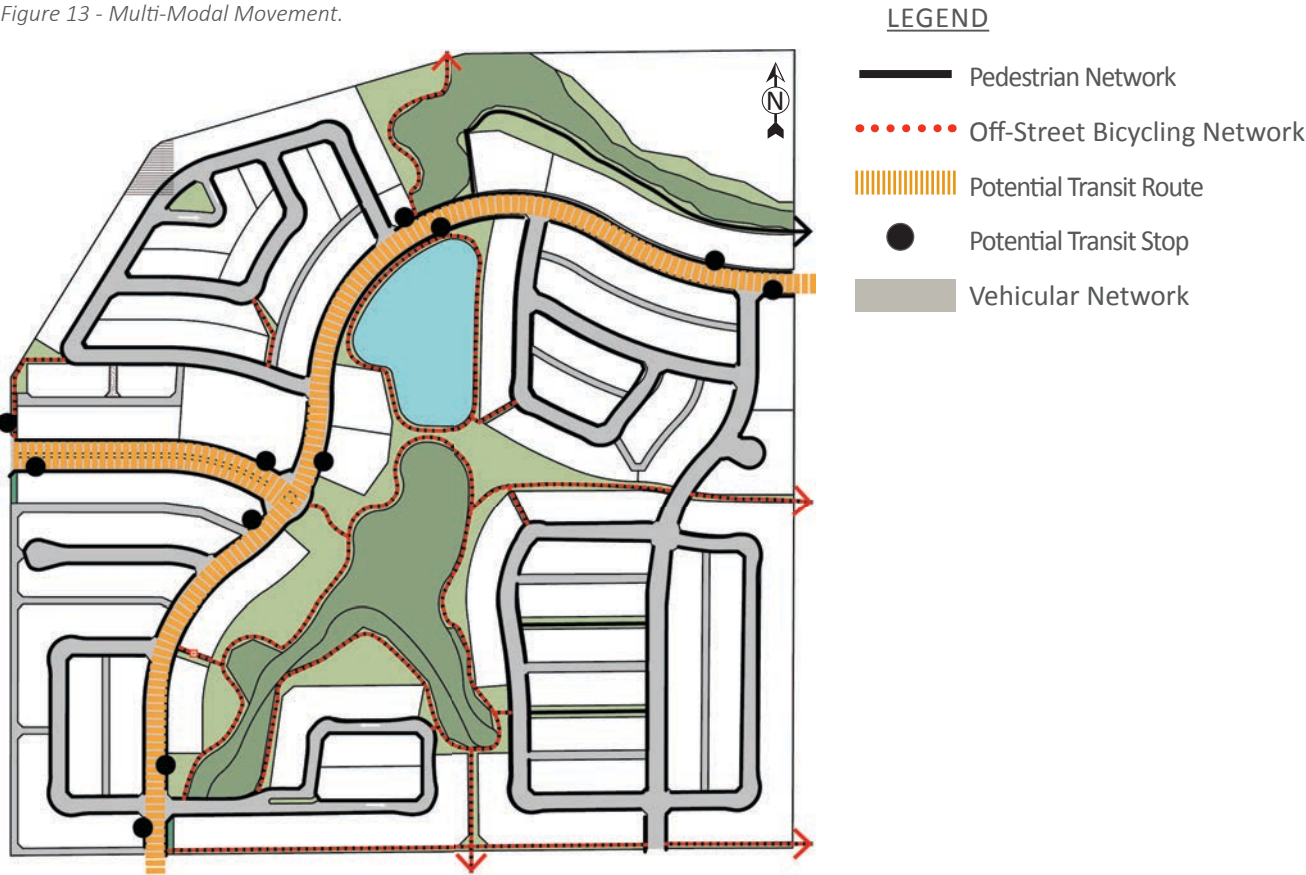 Figure 13 - Multi-Modal Movement.
LEGEND
N
Pedestrian Network
Off-Street Bicycling Network
Potential Transit Route
Potential Transit Stop
Vehicular Network